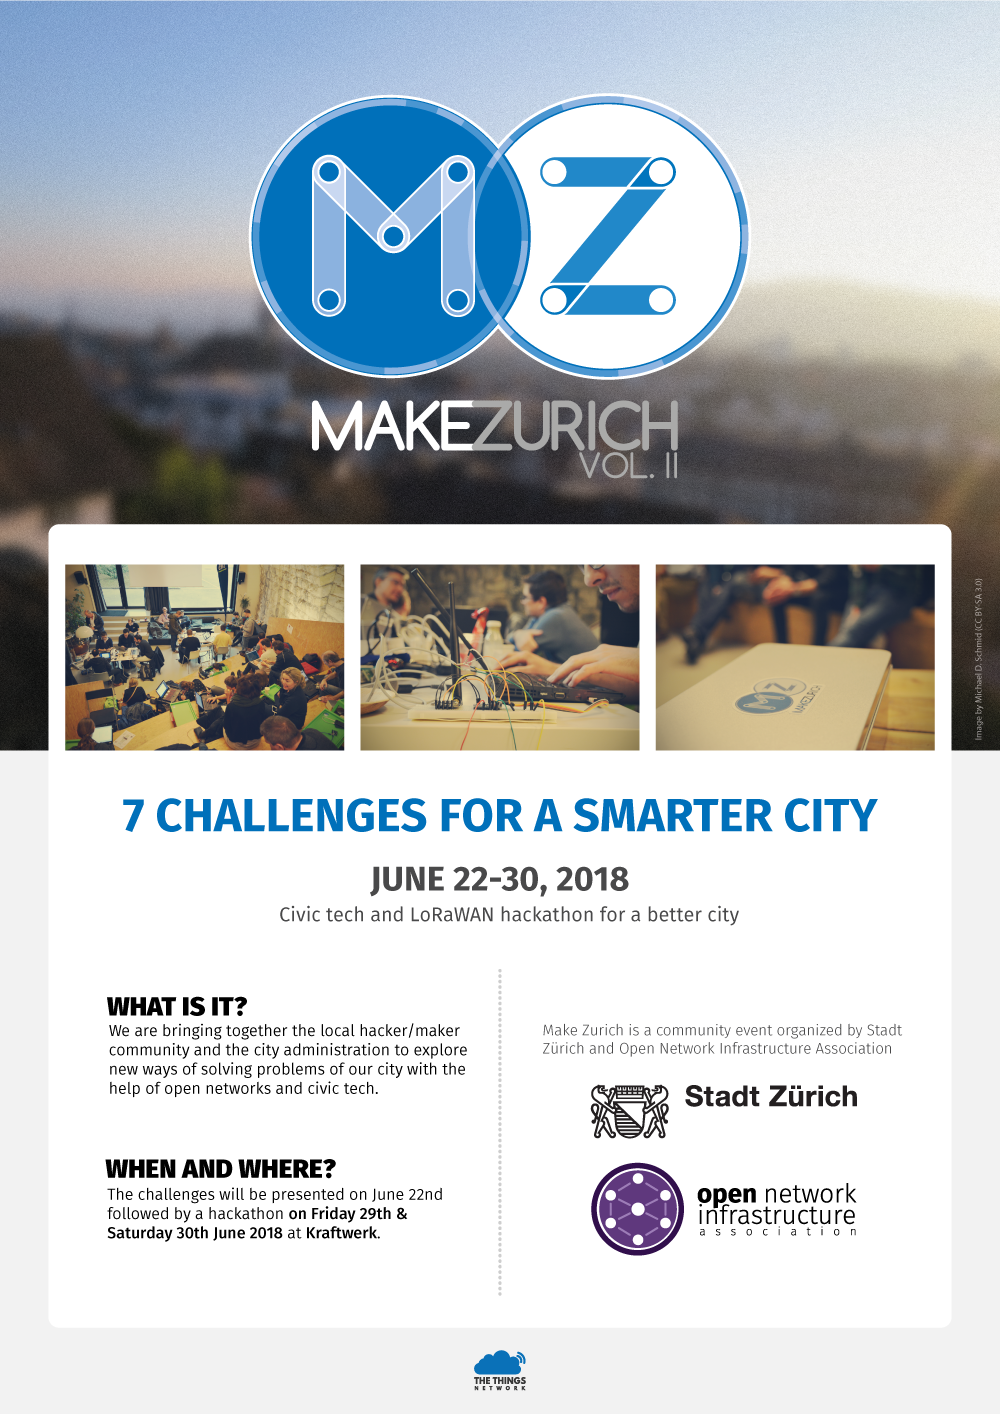 MZ
MAKEZURICH
VOL. II
Image by Michael D. Schmid (CC BY-SA 3.0)
MZ
MAKEZURICH
7 CHALLENGES FOR A SMARTER CITY
JUNE 22-30, 2018
Civic tech and LoRaWAN hackathon for a better city
WHAT IS IT?
We are bringing together the local hacker/maker
community and the city administration to explore
new ways of solving problems of our city with the
help of open networks and civic tech.
WHEN AND WHERE?
The challenges will be presented on June 22nd
followed by a hackathon on Friday 29th &
Saturday 30th June 2018 at Kraftwerk.
Make Zurich is a community event organized by Stadt
Zürich and Open Network Infrastructure Association
Stadt Zürich
open network
infrastructure
association
THE THINGS
NETWORK